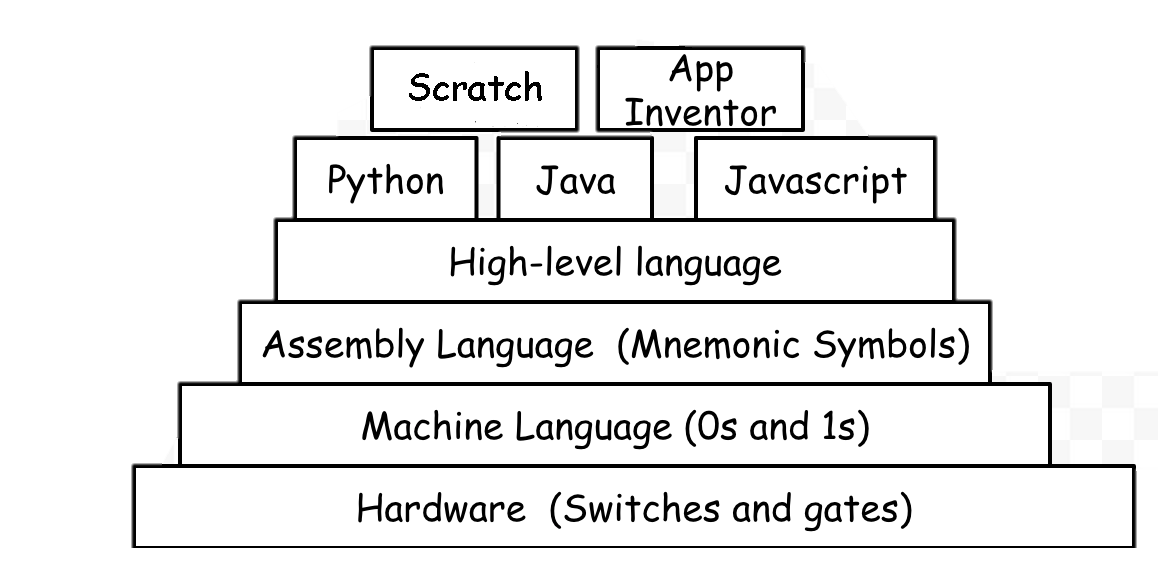 Scratch
App
Inventor
Python
Java
Javascript
High-level language
Assembly Language (Mnemonic Symbols)
Machine Language (0s and 1s)
Hardware (Switches and gates)